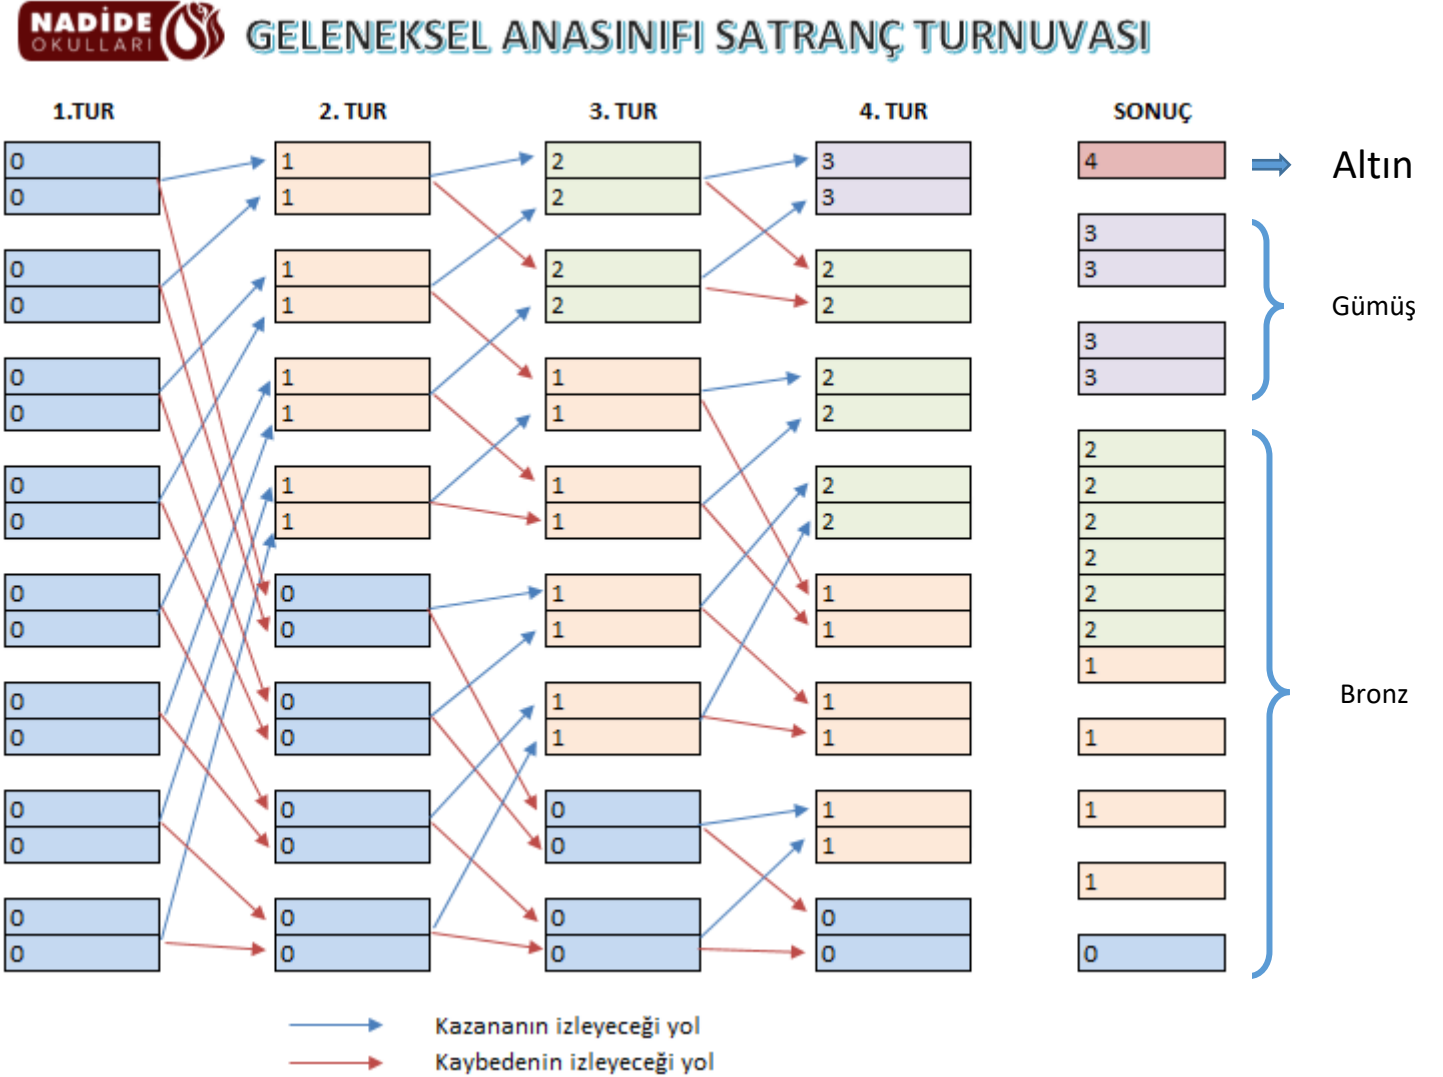 NADİDE
OKULLARI
GELENEKSEL ANASINIFI SATRANÇ TURNUVASI
1.TUR 2. TUR 3. TUR 4. TUR SONUÇ
0 1 2 3 4 Altın
0 1 2 3
3
0 1 2 2 3
0 1 2 2
Gümüş
3
0 1 1 2 3
0 1 1 2
2
0 1 1 2 2
0 1 1 2 2
2
0 0 1 1 2
0 0 1 1 2
1
0 0 1 1 Bronz
0 0 1 1 1
0 0 0 1 1
0 0 0 1
1
0 0 0 0
0 0 0 0 0
Kazananın izleyeceği yol
Kaybedenin izleyeceği yol